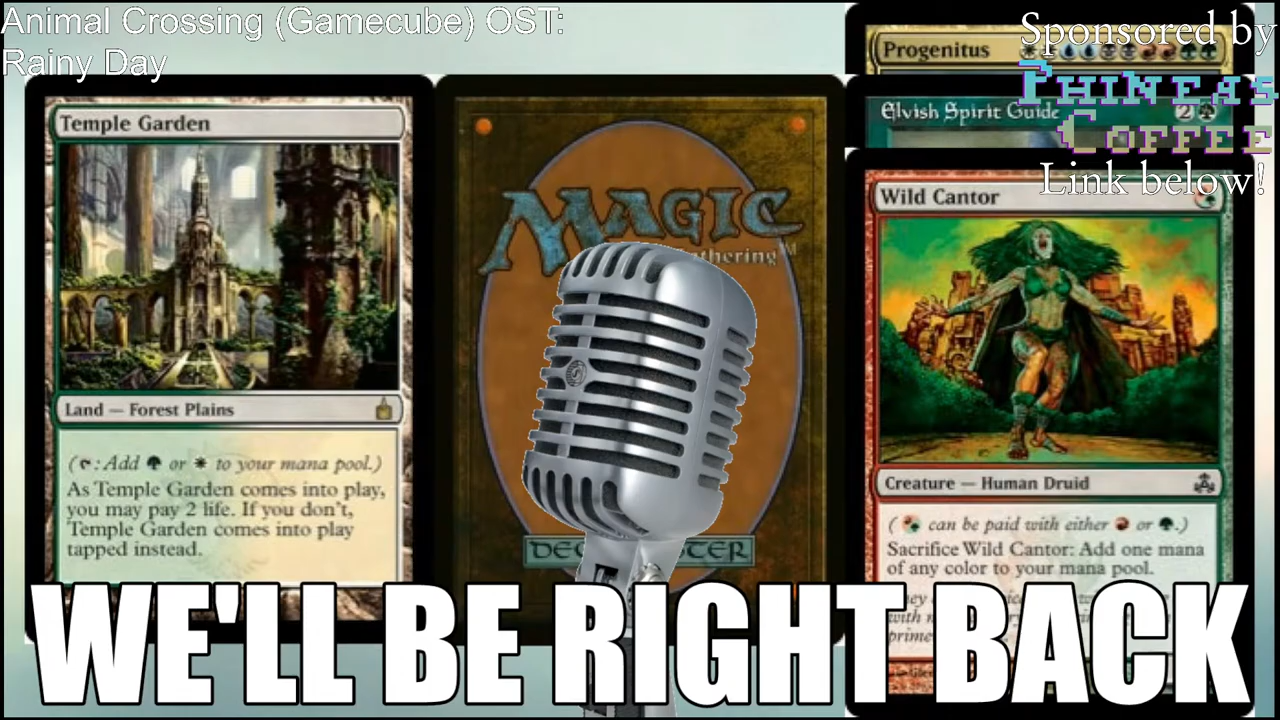 Animal Crossing (Gamecube) OST:
Rainy Day
Sponsored by
PHINEAS
COFFEE
Link below!
Temple Garden
Land — Forest Plains
( : Add or to your mana pool.)
As Temple Garden comes into play,
you may pay 2 life. If you don't,
Temple Garden comes into play
tapped instead.
MAGIC
athering
DEC TER
Progenitus
Elvish Spirit Guide 2
Wild Cantor
Creature — Human Druid
( can be paid with either or .)
Sacrifice Wild Cantor: Add one mana
of any color to your mana pool.
WE'LL BE RIGHT BACK